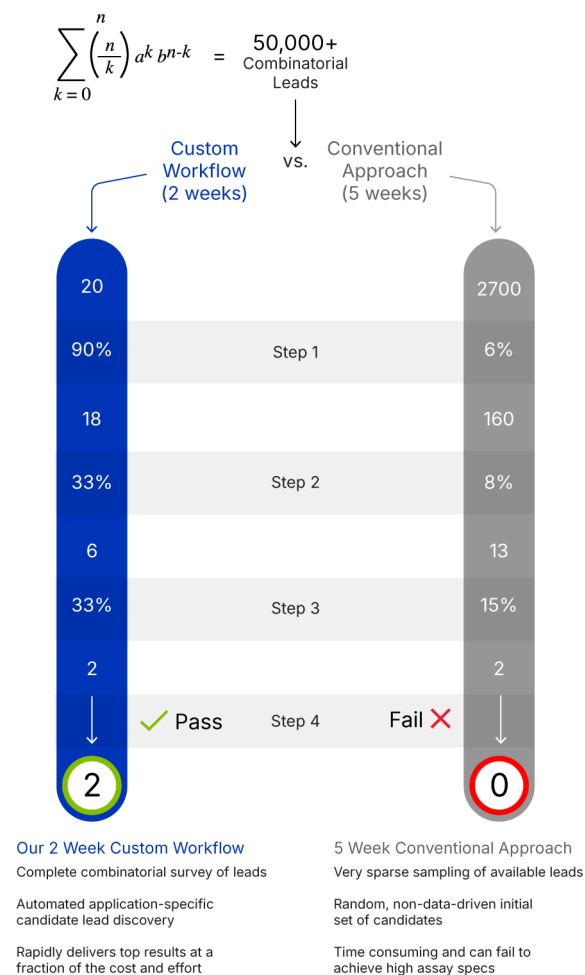 n
∑ (n/k) a^k b^n-k = 50,000+
k = 0
Combinatorial
Leads
vs.
Custom
Workflow
(2 weeks)
Conventional
Approach
(5 weeks)
20 2700
90% Step 1 6%
18 160
33% Step 2 8%
6 13
33% Step 3 15%
2 2
Pass Step 4 Fail
2 0
Our 2 Week Custom Workflow
Complete combinatorial survey of leads
Automated application-specific
candidate lead discovery
Rapidly delivers top results at a
fraction of the cost and effort
5 Week Conventional Approach
Very sparse sampling of available leads
Random, non-data-driven initial
set of candidates
Time consuming and can fail to
achieve high assay specs